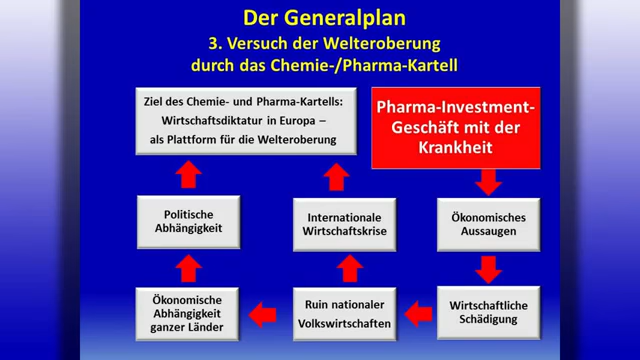 Der Generalplan
3. Versuch der Welteroberung
durch das Chemie-/Pharma-Kartell
Ziel des Chemie- und Pharma-Kartells:
Wirtschaftsdiktatur in Europa –
als Plattform für die Welteroberung
Pharma-Investment-
Geschäft mit der
Krankheit
Politische
Abhängigkeit
Internationale
Wirtschaftskrise
Ökonomisches
Aussaugen
Ökonomische
Abhängigkeit
ganzer Länder
Ruin nationaler
Volkswirtschaften
Wirtschaftliche
Schädigung